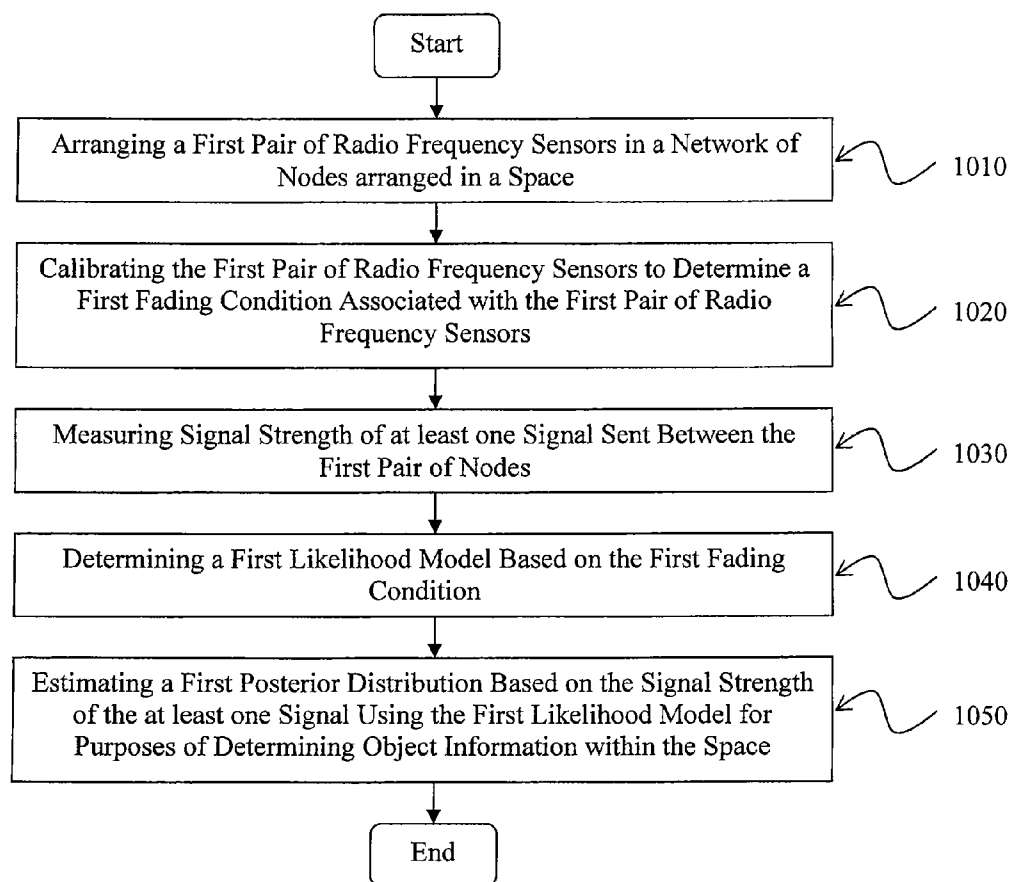 Start
Arranging a First Pair of Radio Frequency Sensors in a Network of
Nodes arranged in a Space
1010
Calibrating the First Pair of Radio Frequency Sensors to Determine a
First Fading Condition Associated with the First Pair of Radio
Frequency Sensors
1020
Measuring Signal Strength of at least one Signal Sent Between the
First Pair of Nodes
1030
Determining a First Likelihood Model Based on the First Fading
Condition
1040
Estimating a First Posterior Distribution Based on the Signal Strength
of the at least one Signal Using the First Likelihood Model for
Purposes of Determining Object Information within the Space
1050
End